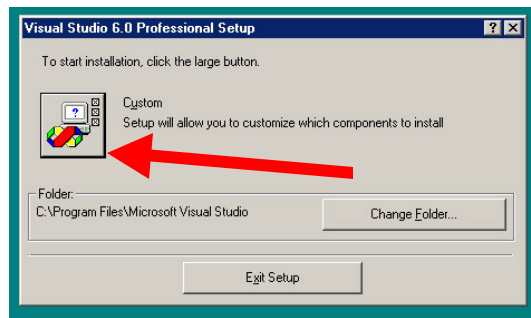 Visual Studio 6.0 Professional Setup
To start installation, click the large button.
Custom
Setup will allow you to customize which components to install
Folder:
C:\Program Files\Microsoft Visual Studio
Change Folder...
Exit Setup